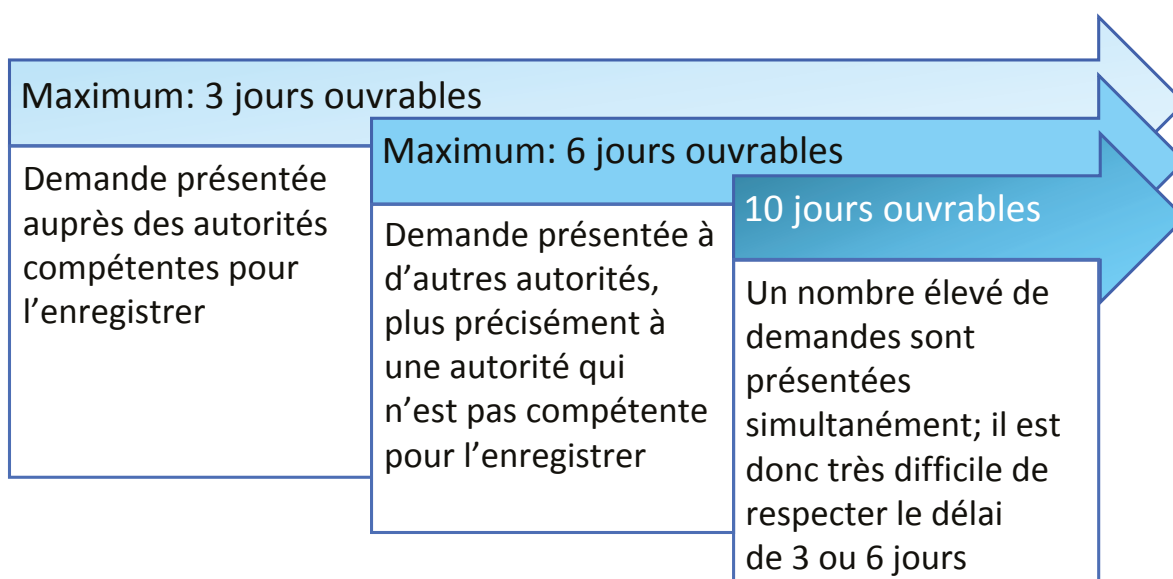 Maximum: 3 jours ouvrables
Demande présentée
auprès des autorités
compétentes pour
l’enregistrer
Maximum: 6 jours ouvrables
Demande présentée à
d’autres autorités,
plus précisément à
une autorité qui
n’est pas compétente
pour l’enregistrer
10 jours ouvrables
Un nombre élevé de
demandes sont
présentées
simultanément; il est
donc très difficile de
respecter le délai
de 3 ou 6 jours